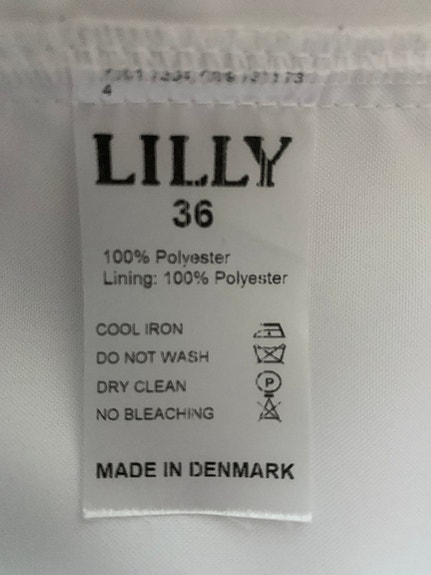 4
LILLY
36
100% Polyester
Lining: 100% Polyester
COOL IRON
DO NOT WASH
DRY CLEAN
P
NO BLEACHING
MADE IN DENMARK